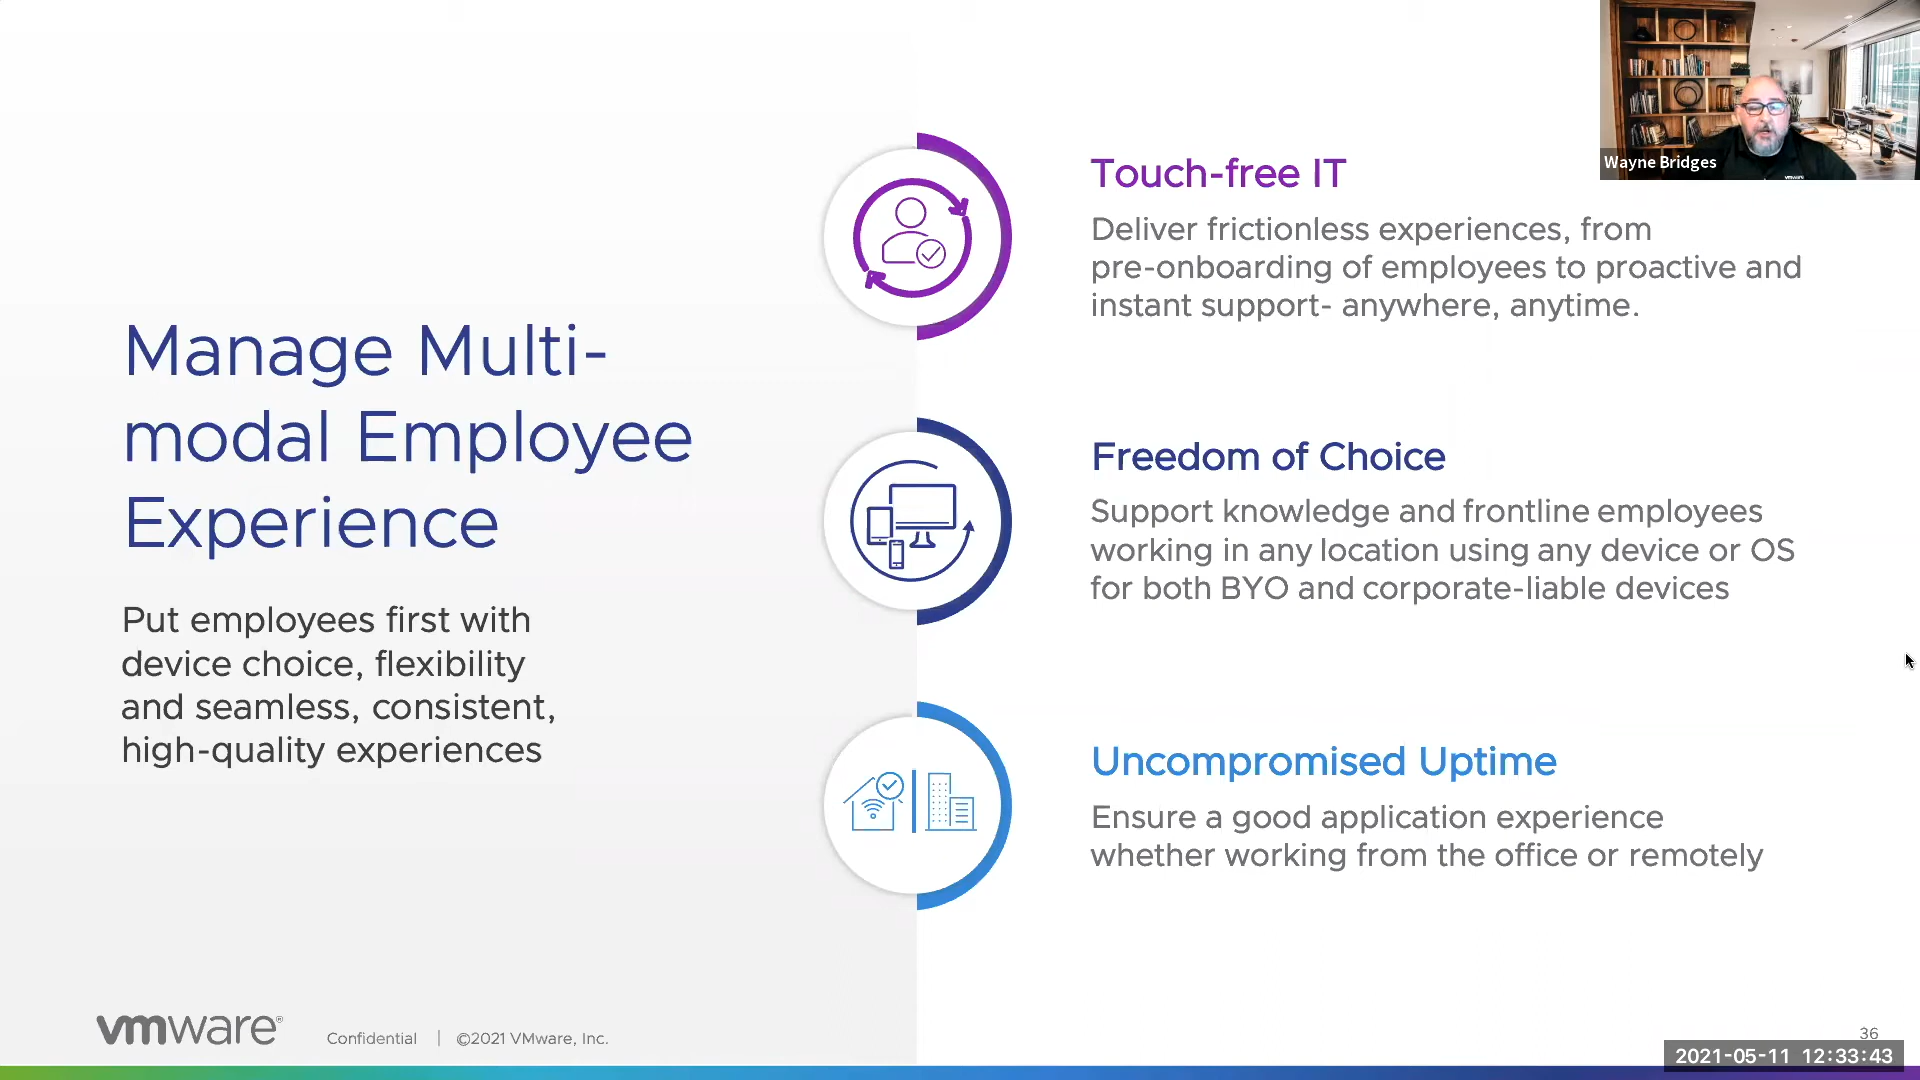 Wayne Bridges
Manage Multi-
modal Employee
Experience
Put employees first with
device choice, flexibility
and seamless, consistent,
high-quality experiences
Touch-free IT
Deliver frictionless experiences, from
pre-onboarding of employees to proactive and
instant support- anywhere, anytime.
Freedom of Choice
Support knowledge and frontline employees
working in any location using any device or OS
for both BYO and corporate-liable devices
Uncompromised Uptime
Ensure a good application experience
whether working from the office or remotely
vmware®
Confidential | ©2021 VMware, Inc.
36
2021-05-11 12:33:43